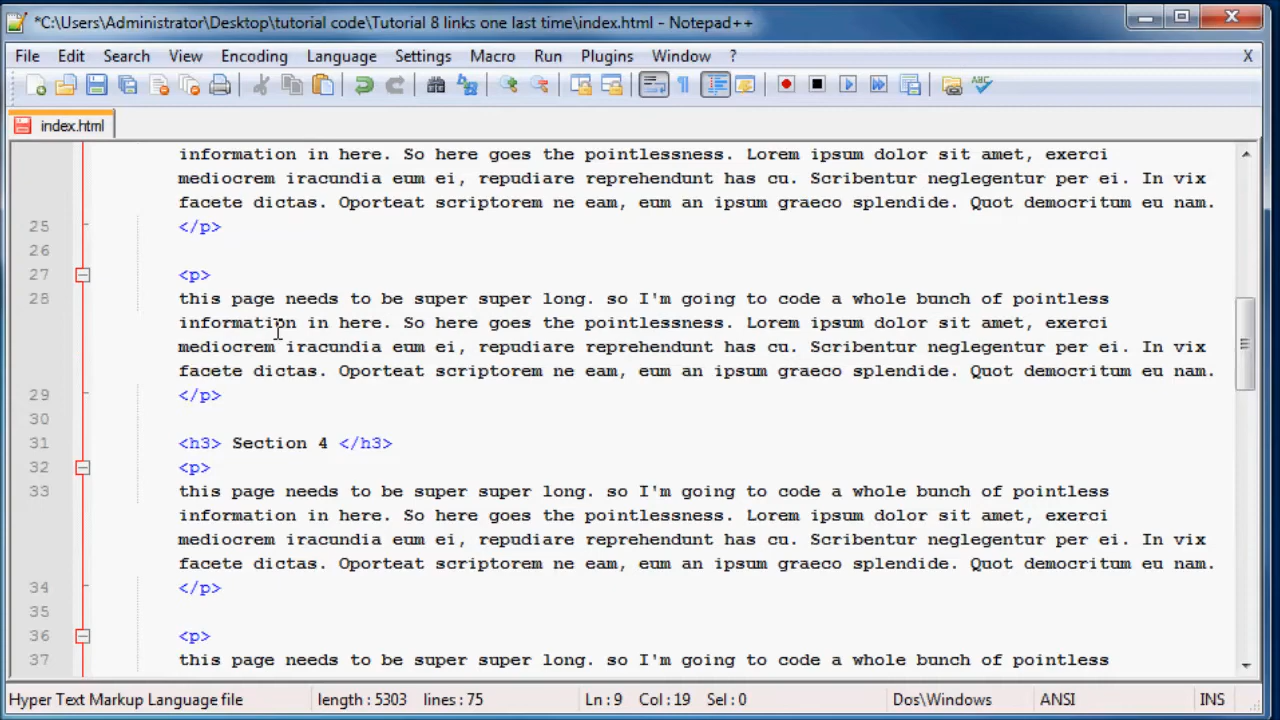 *C:\Users\Administrator\Desktop\tutorial code\Tutorial 8 links one last time\index.html - Notepad++
File Edit Search View Encoding Language Settings Macro Run Plugins Window ? X
index.html
information in here. So here goes the pointlessness. Lorem ipsum dolor sit amet, exerci
mediocrem iracundia eum ei, repudiare reprehendunt has cu. Scribentur neglegentur per ei. In vix
facete dictas. Oporteat scriptorem ne eam, eum an ipsum graeco splendide. Quot democritum eu nam.
25 </p>
26
27 <p>
28 this page needs to be super super long. so I'm going to code a whole bunch of pointless
information in here. So here goes the pointlessness. Lorem ipsum dolor sit amet, exerci
mediocrem iracundia eum ei, repudiare reprehendunt has cu. Scribentur neglegentur per ei. In vix
facete dictas. Oporteat scriptorem ne eam, eum an ipsum graeco splendide. Quot democritum eu nam.
29 </p>
30
31 <h3> Section 4 </h3>
32 <p>
33 this page needs to be super super long. so I'm going to code a whole bunch of pointless
information in here. So here goes the pointlessness. Lorem ipsum dolor sit amet, exerci
mediocrem iracundia eum ei, repudiare reprehendunt has cu. Scribentur neglegentur per ei. In vix
facete dictas. Oporteat scriptorem ne eam, eum an ipsum graeco splendide. Quot democritum eu nam.
34 </p>
35
36 <p>
37 this page needs to be super super long. so I'm going to code a whole bunch of pointless
Hyper Text Markup Language file length : 5303 lines : 75 Ln : 9 Col : 19 Sel : 0 Dos\Windows ANSI INS